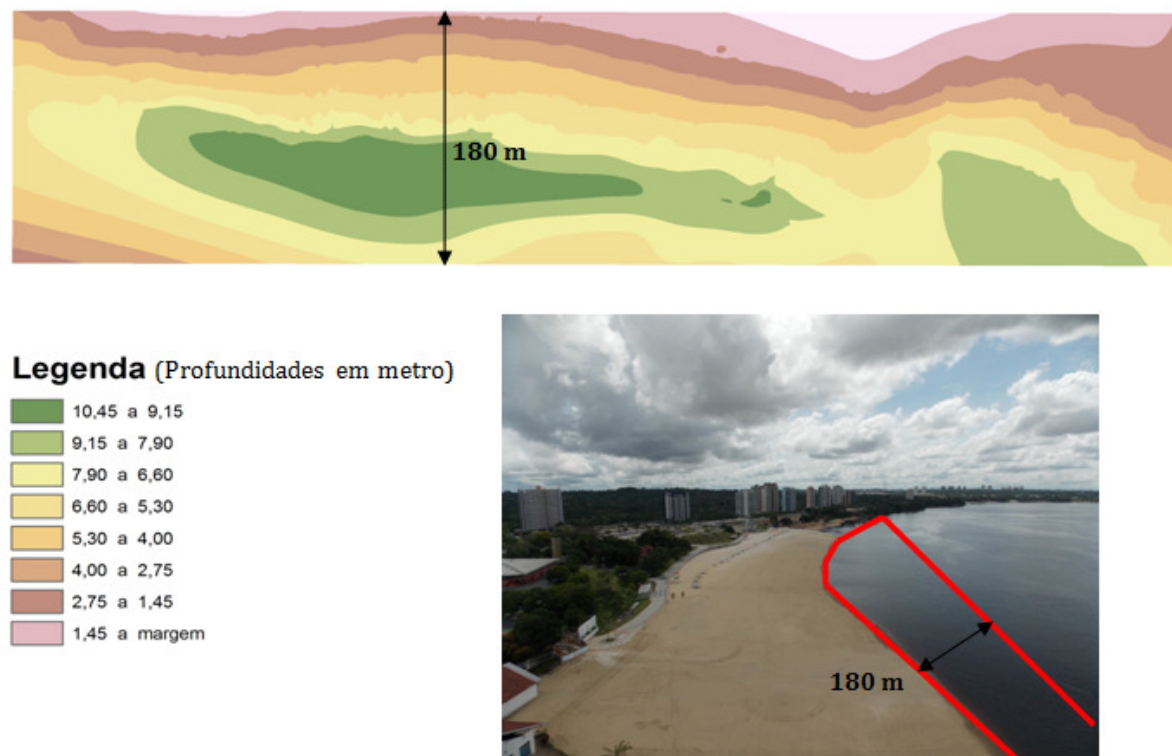 180 m
Legenda (Profundidades em metro)
10,45 a 9,15
9,15 a 7,90
7,90 a 6,60
6,60 a 5,30
5,30 a 4,00
4,00 a 2,75
2,75 a 1,45
1,45 a margem
180 m